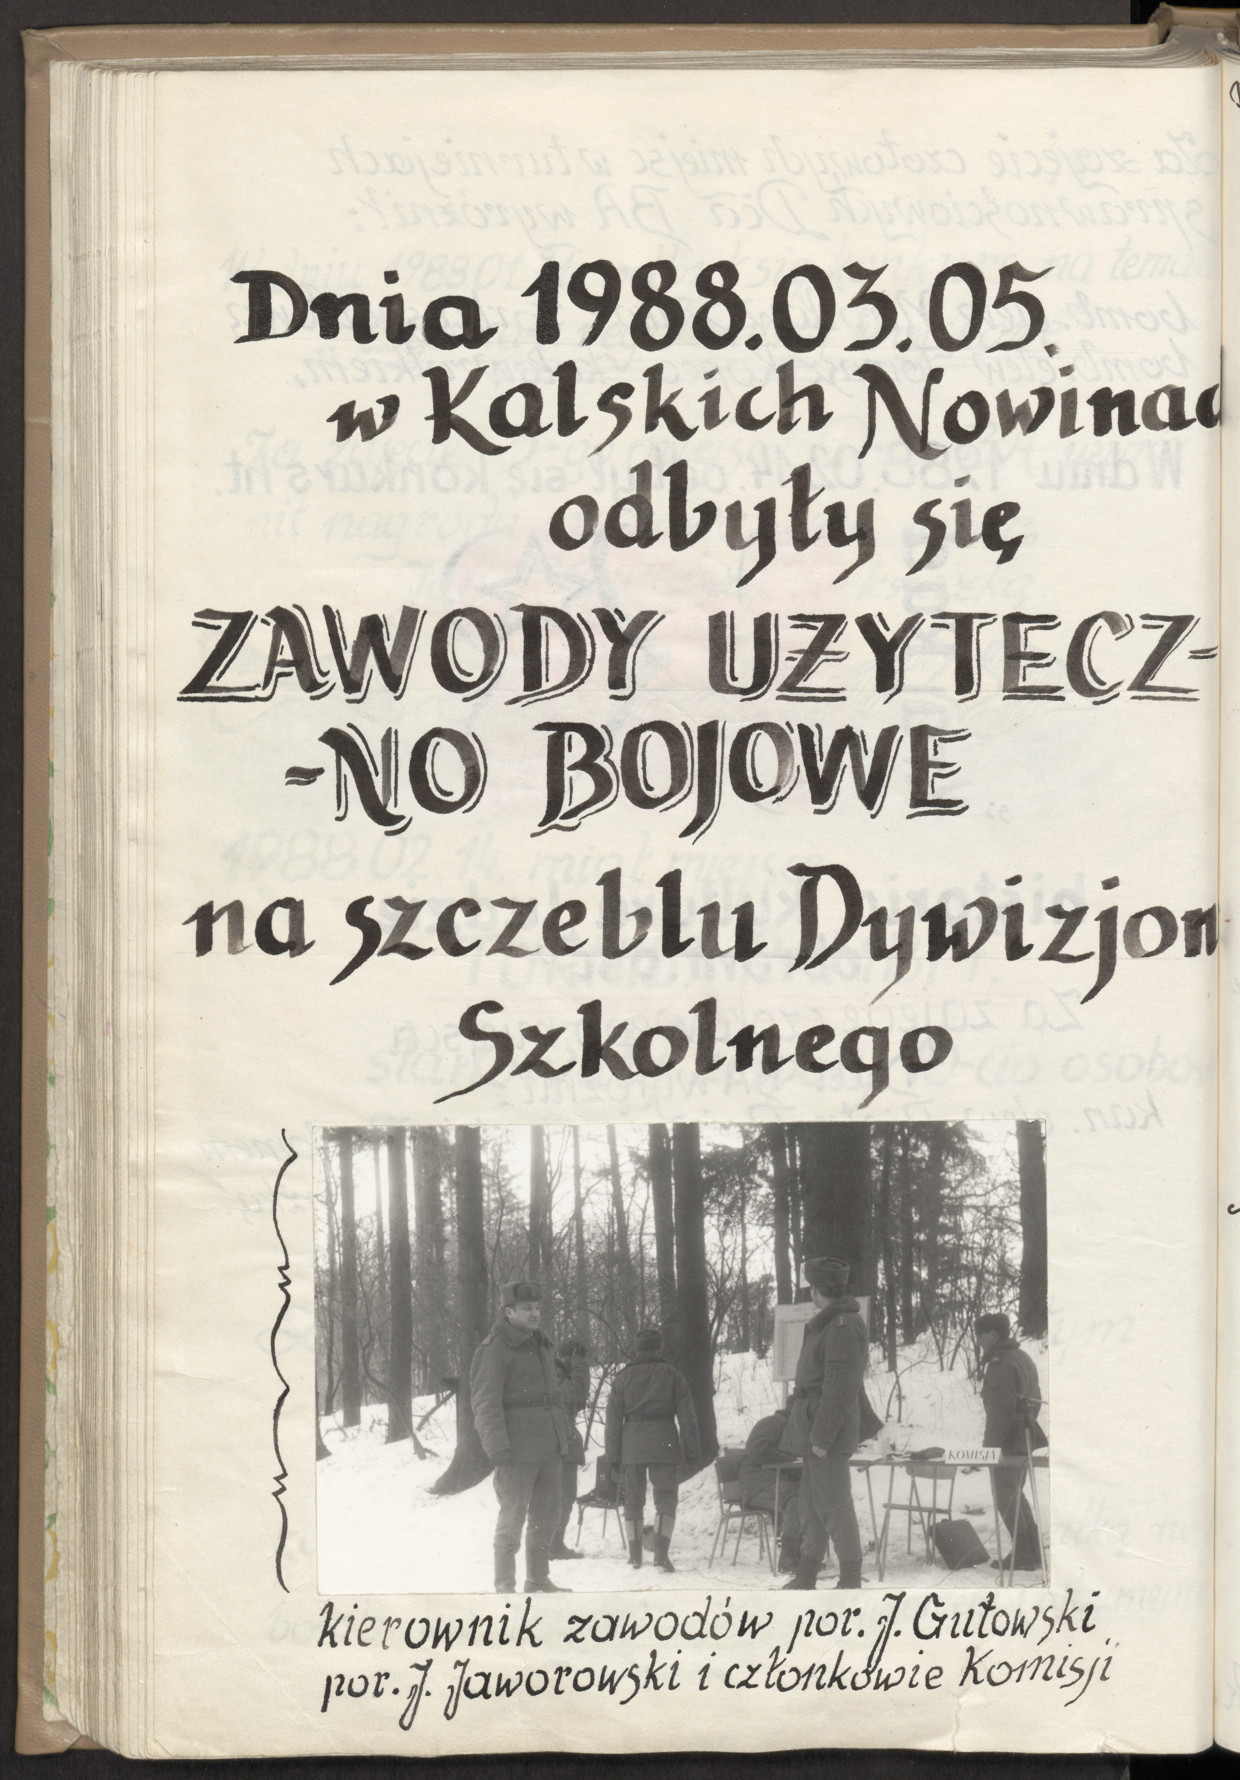 Dnia 1988.03.05.
w Kalskich Nowinac
odbyły się
ZAWODY UŻYTECZ-
-NO BOJOWE
na szczeblu Dywizjon
Szkolnego
KOMISJA
kierownik zawodów por. J. Gutowski
por. J. Jaworowski i członkowie Komisji